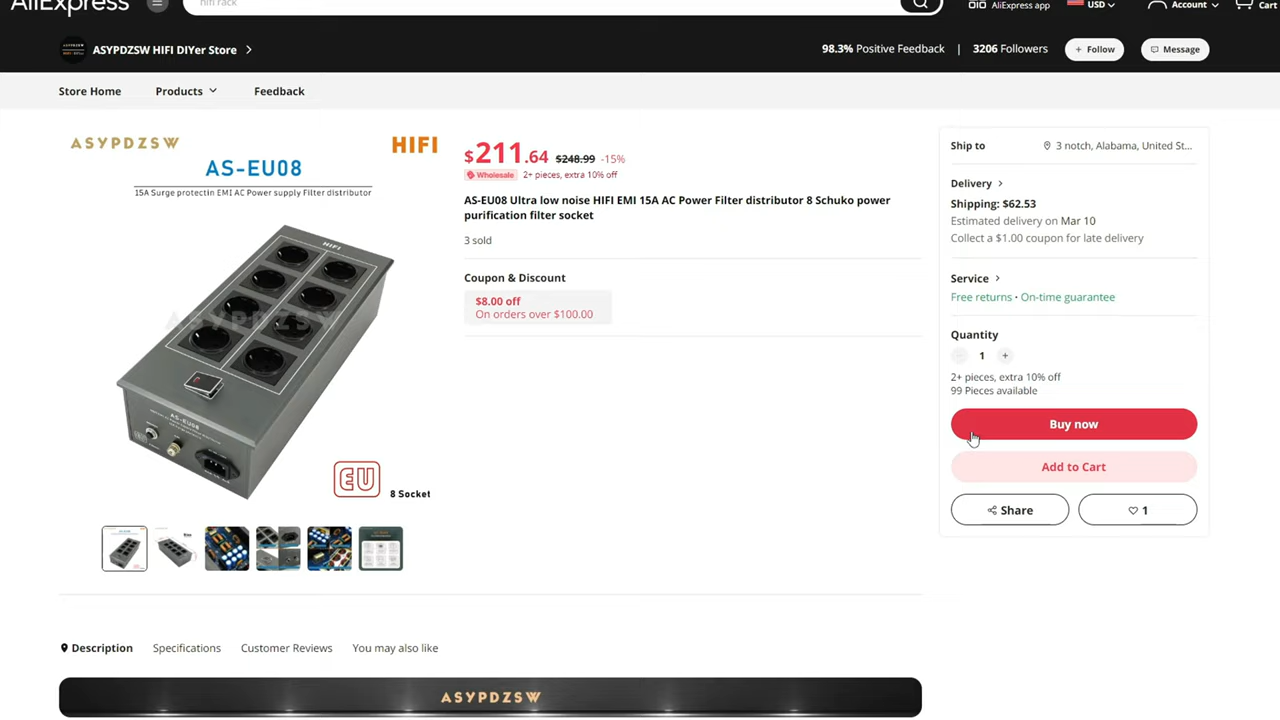 AliExpress
hifi rack
AliExpress app
USD
Account
Cart
ASYPDZSW HIFI DIYer Store
98.3% Positive Feedback | 3206 Followers
+ Follow
Message
Store Home
Products
Feedback
ASYPDZSW
HIFI
AS-EU08
15A Surge protectin EMI AC Power supply Filter distributor
HIFI
ASYPDZSW
AS-EU08
EU
8 Socket
$211.64 $248.99 -15%
Wholesale 2+ pieces, extra 10% off
AS-EU08 Ultra low noise HIFI EMI 15A AC Power Filter distributor 8 Schuko power
purification filter socket
3 sold
Coupon & Discount
$8.00 off
On orders over $100.00
Ship to
3 notch, Alabama, United St...
Delivery
Shipping: $62.53
Estimated delivery on Mar 10
Collect a $1.00 coupon for late delivery
Service
Free returns • On-time guarantee
Quantity
- 1 +
2+ pieces, extra 10% off
99 Pieces available
Buy now
Add to Cart
Share
1
Description
Specifications
Customer Reviews
You may also like
ASYPDZSW